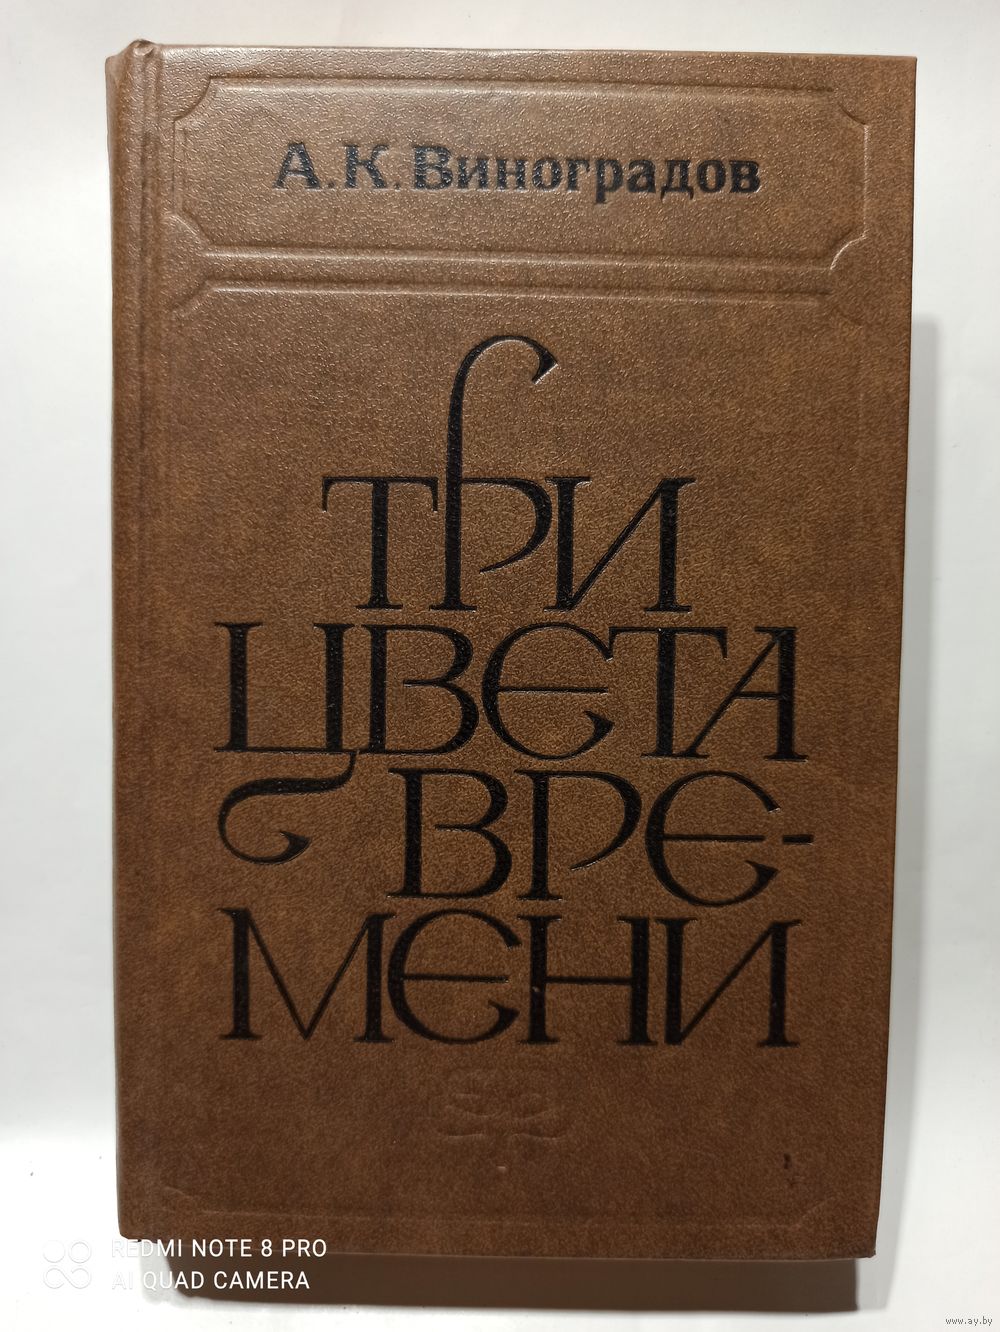 А. К. Виноградов
ТРИ
ЦВЕТА
ВРЕ-
МЕНИ
REDMI NOTE 8 PRO
AI QUAD CAMERA
www.ay.by